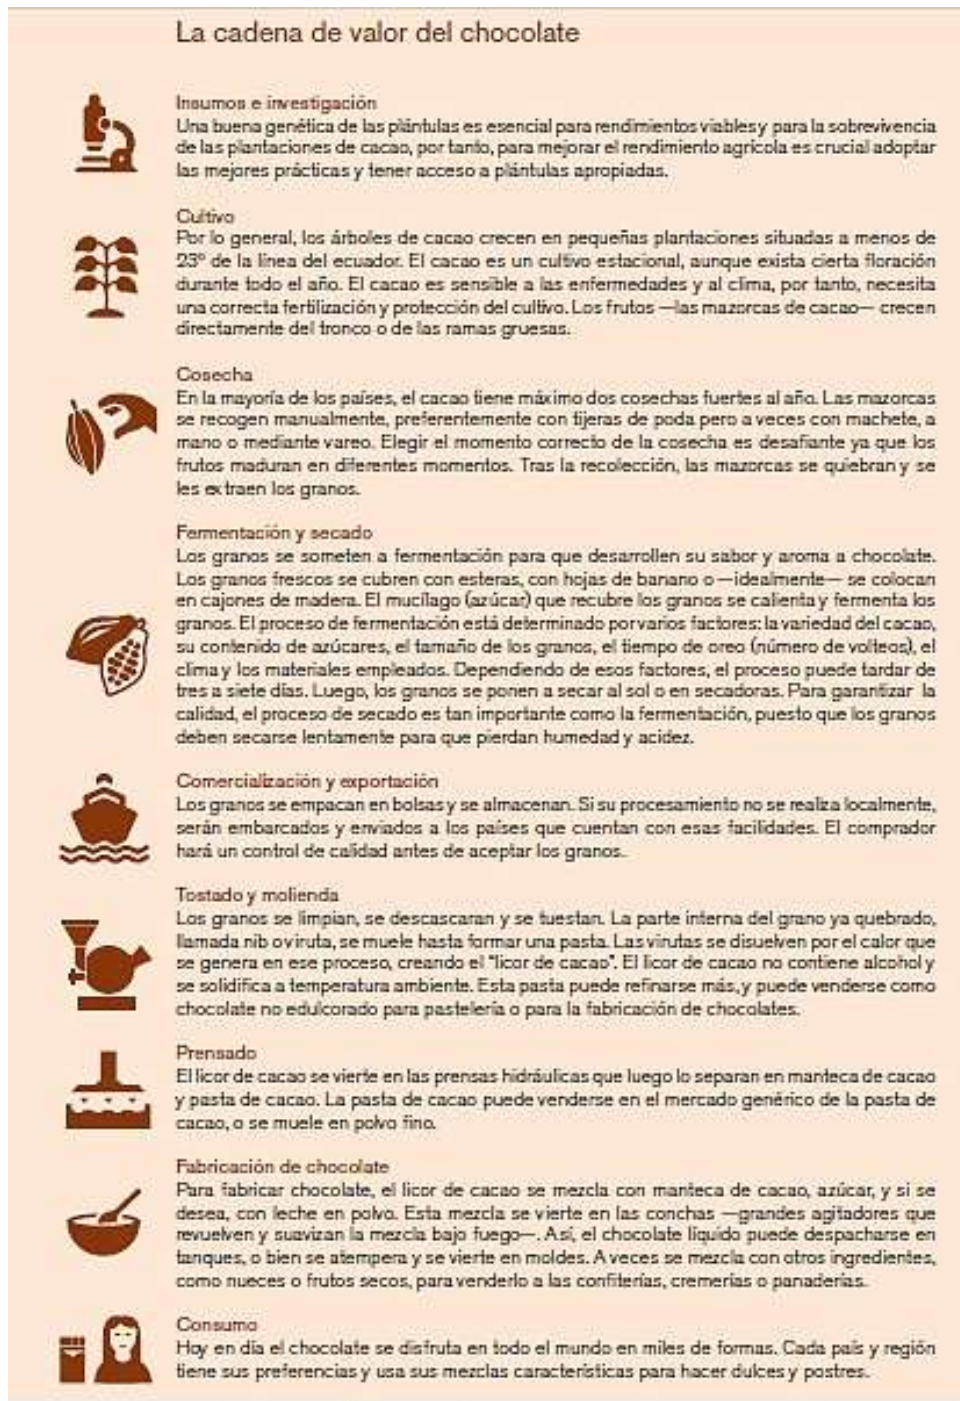 La cadena de valor del chocolate
Insumos e investigación
Una buena genética de las plántulas es esencial para rendimientos viables y para la sobrevivencia
de las plantaciones de cacao, por tanto, para mejorar el rendimiento agrícola es crucial adoptar
las mejores prácticas y tener acceso a plántulas apropiadas.
Cultivo
Por lo general, los árboles de cacao crecen en pequeñas plantaciones situadas a menos de
23° de la línea del ecuador. El cacao es un cultivo estacional, aunque exista cierta floración
durante todo el año. El cacao es sensible a las enfermedades y al clima, por tanto, necesita
una correcta fertilización y protección del cultivo. Los frutos —las mazorcas de cacao— crecen
directamente del tronco o de las ramas gruesas.
Cosecha
En la mayoría de los países, el cacao tiene máximo dos cosechas fuertes al año. Las mazorcas
se recogen manualmente, preferentemente con tijeras de poda pero a veces con machete, a
mano o mediante vareo. Elegir el momento correcto de la cosecha es desafiante ya que los
frutos maduran en diferentes momentos. Tras la recolección, las mazorcas se quiebran y se
les extraen los granos.
Fermentación y secado
Los granos se someten a fermentación para que desarrollen su sabor y aroma a chocolate.
Los granos frescos se cubren con esteras, con hojas de banano o —idealmente— se colocan
en cajones de madera. El mucílago (azúcar) que recubre los granos se calienta y fermenta los
granos. El proceso de fermentación está determinado por varios factores: la variedad del cacao,
su contenido de azúcares, el tamaño de los granos, el tiempo de oreo (número de volteos), el
clima y los materiales empleados. Dependiendo de esos factores, el proceso puede tardar de
tres a siete días. Luego, los granos se ponen a secar al sol o en secadoras. Para garantizar la
calidad, el proceso de secado es tan importante como la fermentación, puesto que los granos
deben secarse lentamente para que pierdan humedad y acidez.
Comercialización y exportación
Los granos se empacan en bolsas y se almacenan. Si su procesamiento no se realiza localmente,
serán embarcados y enviados a los países que cuentan con esas facilidades. El comprador
hará un control de calidad antes de aceptar los granos.
Tostado y molienda
Los granos se limpian, se descascaran y se tuestan. La parte interna del grano ya quebrado,
llamada nib o viruta, se muele hasta formar una pasta. Las virutas se disuelven por el calor que
se genera en ese proceso, creando el "licor de cacao". El licor de cacao no contiene alcohol y
se solidifica a temperatura ambiente. Esta pasta puede refinarse más, y puede venderse como
chocolate no edulcorado para pastelería o para la fabricación de chocolates.
Prensado
El licor de cacao se vierte en las prensas hidráulicas que luego lo separan en manteca de cacao
y pasta de cacao. La pasta de cacao puede venderse en el mercado genérico de la pasta de
cacao, o se muele en polvo fino.
Fabricación de chocolate
Para fabricar chocolate, el licor de cacao se mezcla con manteca de cacao, azúcar, y si se
desea, con leche en polvo. Esta mezcla se vierte en las conchas —grandes agitadores que
revuelven y suavizan la mezcla bajo fuego—. Así, el chocolate líquido puede despacharse en
tanques, o bien se atempera y se vierte en moldes. A veces se mezcla con otros ingredientes,
como nueces o frutos secos, para venderlo a las confiterías, cremerías o panaderías.
Consumo
Hoy en día el chocolate se disfruta en todo el mundo en miles de formas. Cada país y región
tiene sus preferencias y usa sus mezclas características para hacer dulces y postres.